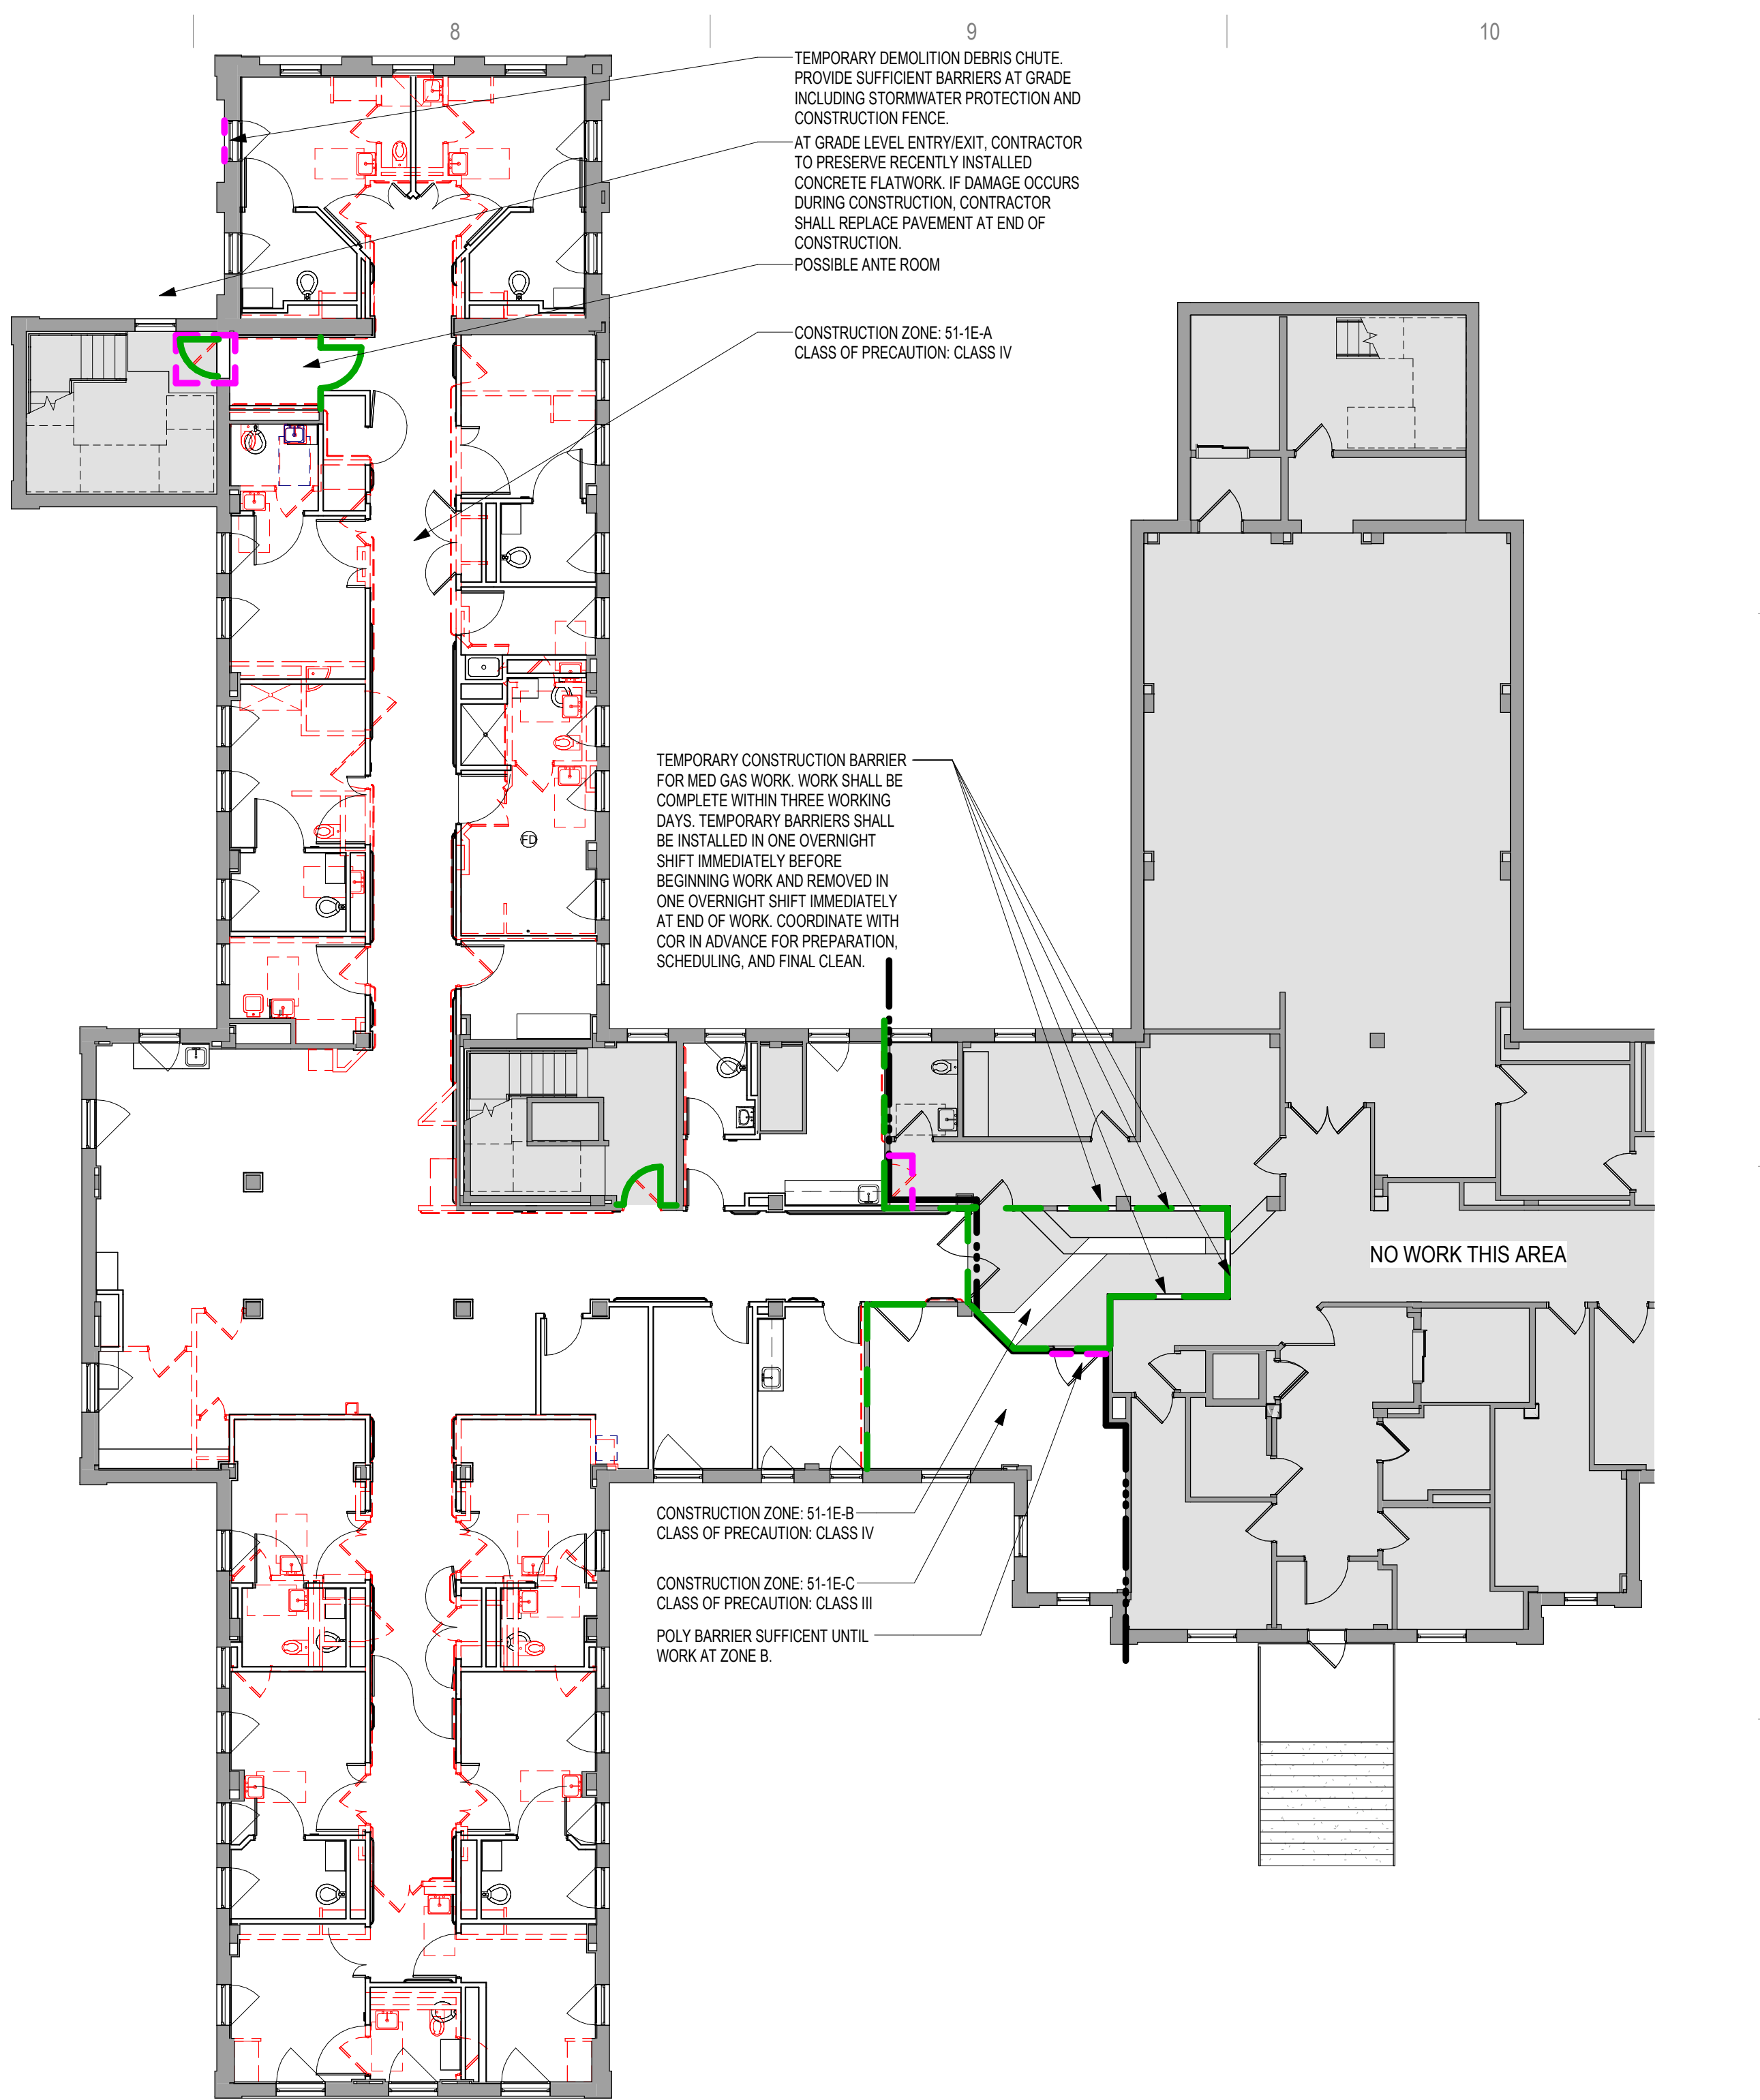 8
9
10
TEMPORARY DEMOLITION DEBRIS CHUTE.
PROVIDE SUFFICIENT BARRIERS AT GRADE
INCLUDING STORMWATER PROTECTION AND
CONSTRUCTION FENCE.
AT GRADE LEVEL ENTRY/EXIT, CONTRACTOR
TO PRESERVE RECENTLY INSTALLED
CONCRETE FLATWORK. IF DAMAGE OCCURS
DURING CONSTRUCTION, CONTRACTOR
SHALL REPLACE PAVEMENT AT END OF
CONSTRUCTION.
POSSIBLE ANTE ROOM
CONSTRUCTION ZONE: 51-1E-A
CLASS OF PRECAUTION: CLASS IV
TEMPORARY CONSTRUCTION BARRIER
FOR MED GAS WORK. WORK SHALL BE
COMPLETE WITHIN THREE WORKING
DAYS. TEMPORARY BARRIERS SHALL
BE INSTALLED IN ONE OVERNIGHT
SHIFT IMMEDIATELY BEFORE
BEGINNING WORK AND REMOVED IN
ONE OVERNIGHT SHIFT IMMEDIATELY
AT END OF WORK. COORDINATE WITH
COR IN ADVANCE FOR PREPARATION,
SCHEDULING, AND FINAL CLEAN.
FD
NO WORK THIS AREA
CONSTRUCTION ZONE: 51-1E-B
CLASS OF PRECAUTION: CLASS IV
CONSTRUCTION ZONE: 51-1E-C
CLASS OF PRECAUTION: CLASS III
POLY BARRIER SUFFICENT UNTIL
WORK AT ZONE B.